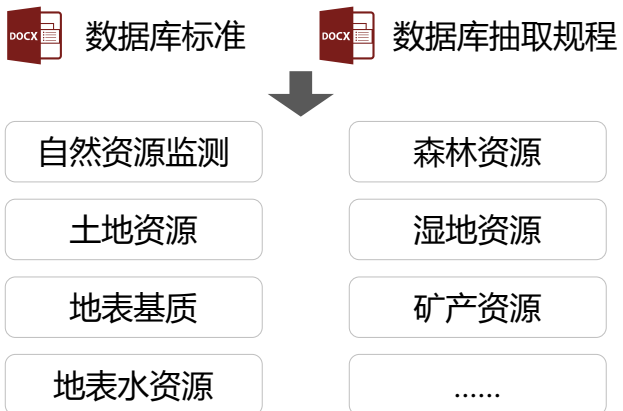 DOCX 数据库标准 DOCX 数据库抽取规程
自然资源监测 森林资源
土地资源 湿地资源
地表基质 矿产资源
地表水资源 ......